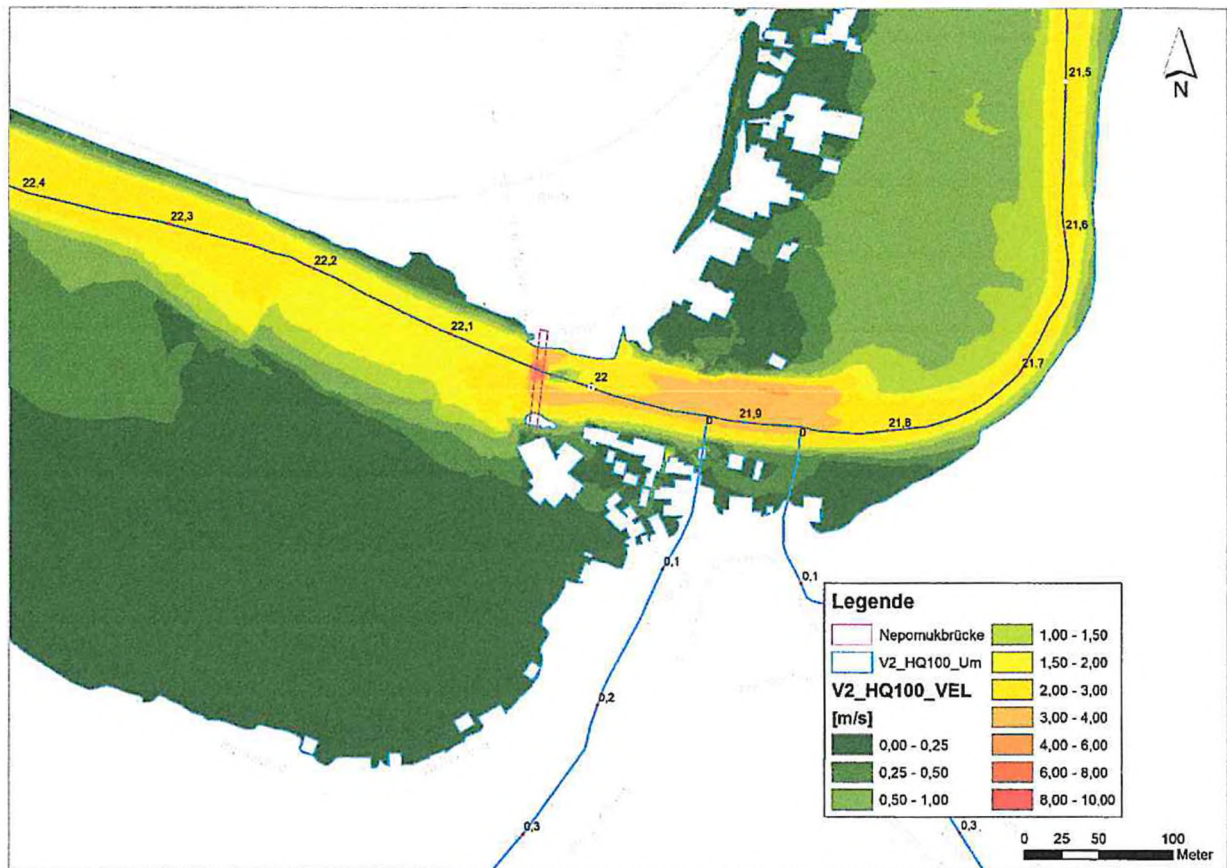 N
21,5
22,4
22,3
21,6
22,2
22,1
21,7
22
21,9
21,8
0
0
0,1
0,1
0,2
0,3
0,3
Legende
Nepomukbrücke
V2_HQ100_Um
V2_HQ100_VEL
[m/s]
0,00 - 0,25
0,25 - 0,50
0,50 - 1,00
1,00 - 1,50
1,50 - 2,00
2,00 - 3,00
3,00 - 4,00
4,00 - 6,00
6,00 - 8,00
8,00 - 10,00
0 25 50 100
Meter